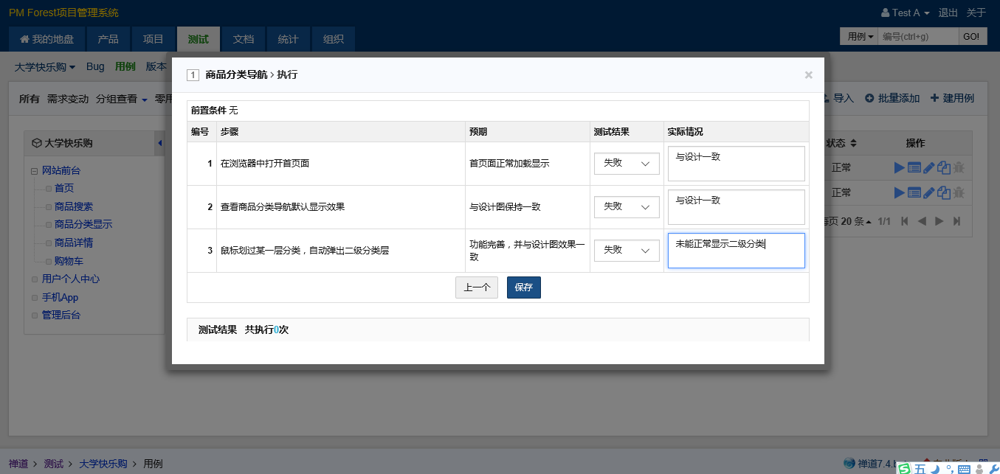 PM Forest项目管理系统
Test A 退出 关于
我的地盘 产品 项目 测试 文档 统计 组织
用例 编号(ctrl+g) GO!
大学快乐购 Bug 用例 版本
所有 需求变动 分组查看 零用 导入 批量添加 建用例
1 商品分类导航 > 执行 ×
前置条件 无
编号 步骤 预期 测试结果 实际情况
1 在浏览器中打开首页面 首页面正常加载显示 失败 与设计一致
2 查看商品分类导航默认显示效果 与设计图保持一致 失败 与设计一致
3 鼠标划过某一层分类，自动弹出二级分类层 功能完善，并与设计图效果一致 失败 未能正常显示二级分类
上一个 保存
测试结果 共执行0次
大学快乐购
网站前台
首页
商品搜索
商品分类显示
商品详情
购物车
用户个人中心
手机App
管理后台
状态 操作
正常
正常
每页 20 条 1/1
禅道 > 测试 > 大学快乐购 > 用例
禅道7.4.b
五